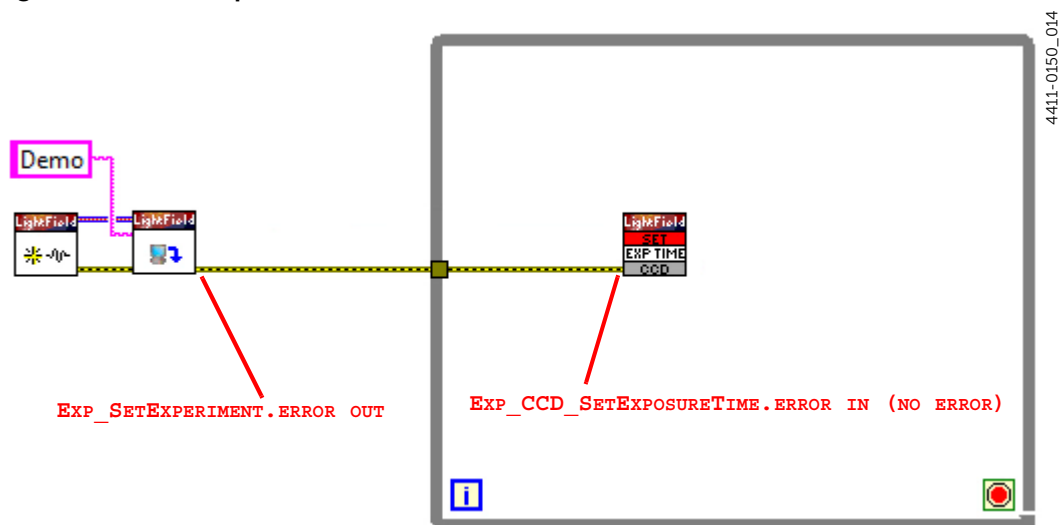 4411-0150_014
Demo
LightField
LightField
LightField
SET
EXP TIME
CCD
EXP_SETEXPERIMENT.ERROR OUT
EXP_CCD_SETEXPOSURETIME.ERROR IN (NO ERROR)
i